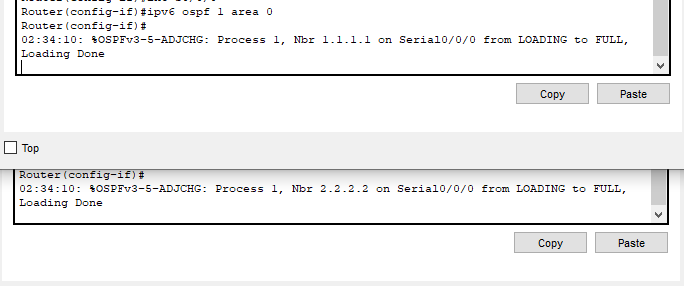 Router(config-if)#ipv6 ospf 1 area 0
Router(config-if)#
02:34:10: %OSPFv3-5-ADJCHG: Process 1, Nbr 1.1.1.1 on Serial0/0/0 from LOADING to FULL,
Loading Done
Copy Paste
Top
Router(config-if)#
02:34:10: %OSPFv3-5-ADJCHG: Process 1, Nbr 2.2.2.2 on Serial0/0/0 from LOADING to FULL,
Loading Done
Copy Paste